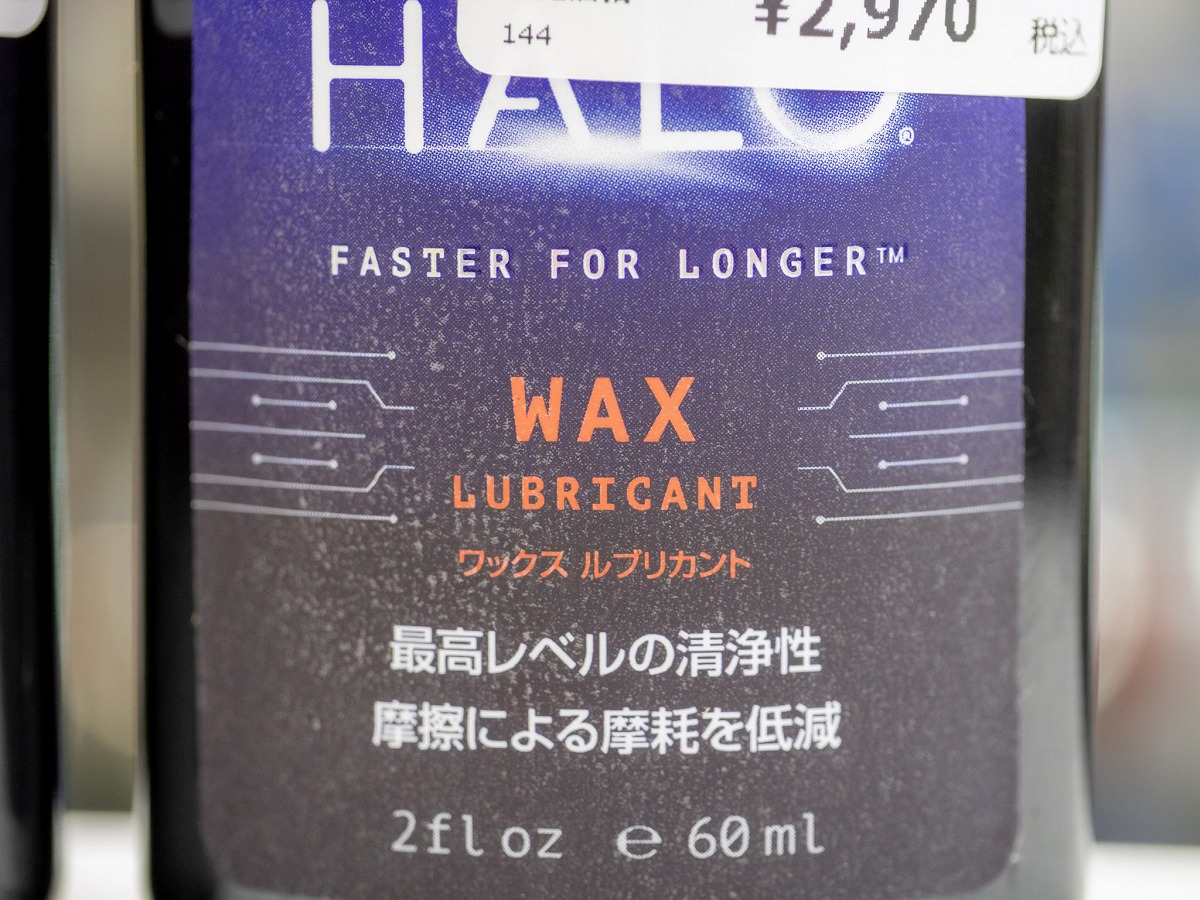 144
¥2,970
税込
HALO®
FASTER FOR LONGER™
WAX
LUBRICANT
ワックス ルブリカント
最高レベルの清浄性
摩擦による摩耗を低減
2fl oz ℮ 60 ml